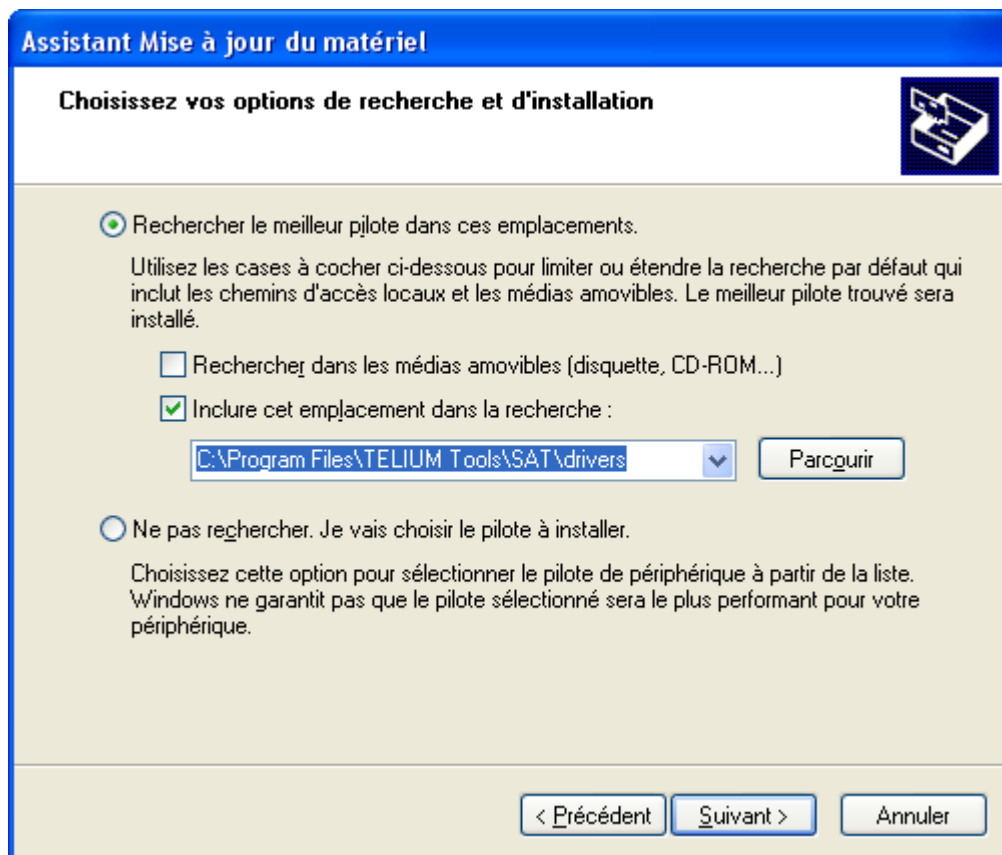 Assistant Mise à jour du matériel
Choisissez vos options de recherche et d'installation
Rechercher le meilleur pilote dans ces emplacements.
Utilisez les cases à cocher ci-dessous pour limiter ou étendre la recherche par défaut qui
inclut les chemins d'accès locaux et les médias amovibles. Le meilleur pilote trouvé sera
installé.
Rechercher dans les médias amovibles (disquette, CD-ROM...)
Inclure cet emplacement dans la recherche :
C:\Program Files\TELIUM Tools\SAT\drivers
Parcourir
Ne pas rechercher. Je vais choisir le pilote à installer.
Choisissez cette option pour sélectionner le pilote de périphérique à partir de la liste.
Windows ne garantit pas que le pilote sélectionné sera le plus performant pour votre
périphérique.
< Précédent
Suivant >
Annuler